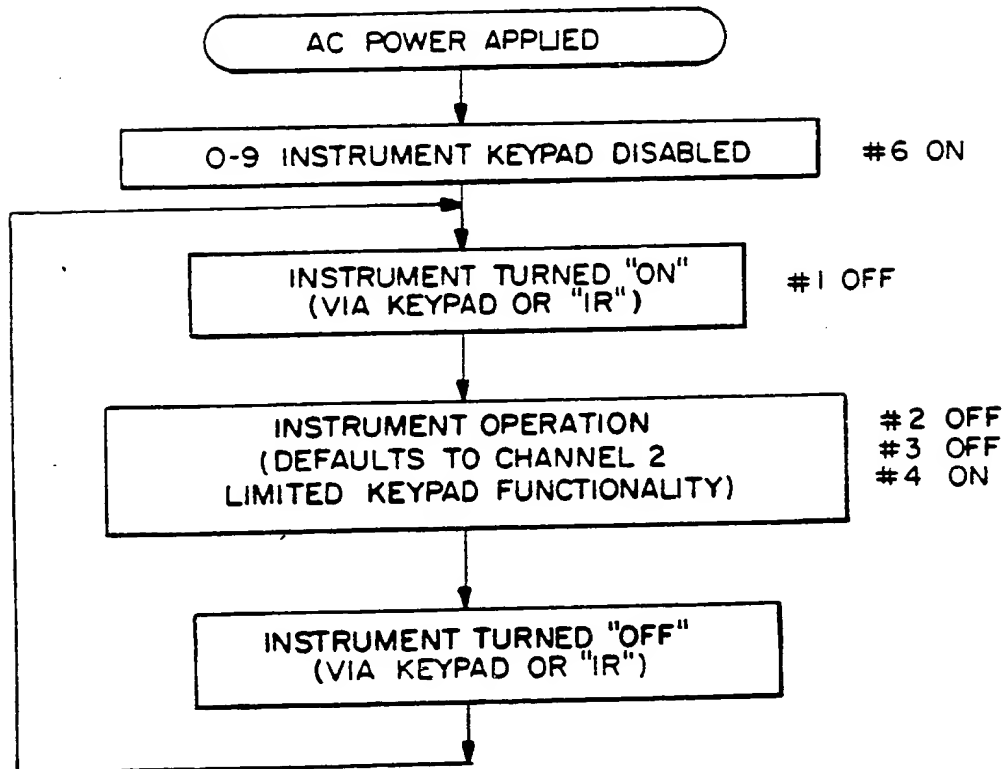 AC POWER APPLIED
0-9 INSTRUMENT KEYPAD DISABLED
#6 ON
INSTRUMENT TURNED "ON"
(VIA KEYPAD OR "IR")
#1 OFF
INSTRUMENT OPERATION
(DEFAULTS TO CHANNEL 2
LIMITED KEYPAD FUNCTIONALITY)
#2 OFF
#3 OFF
#4 ON
INSTRUMENT TURNED "OFF"
(VIA KEYPAD OR "IR")